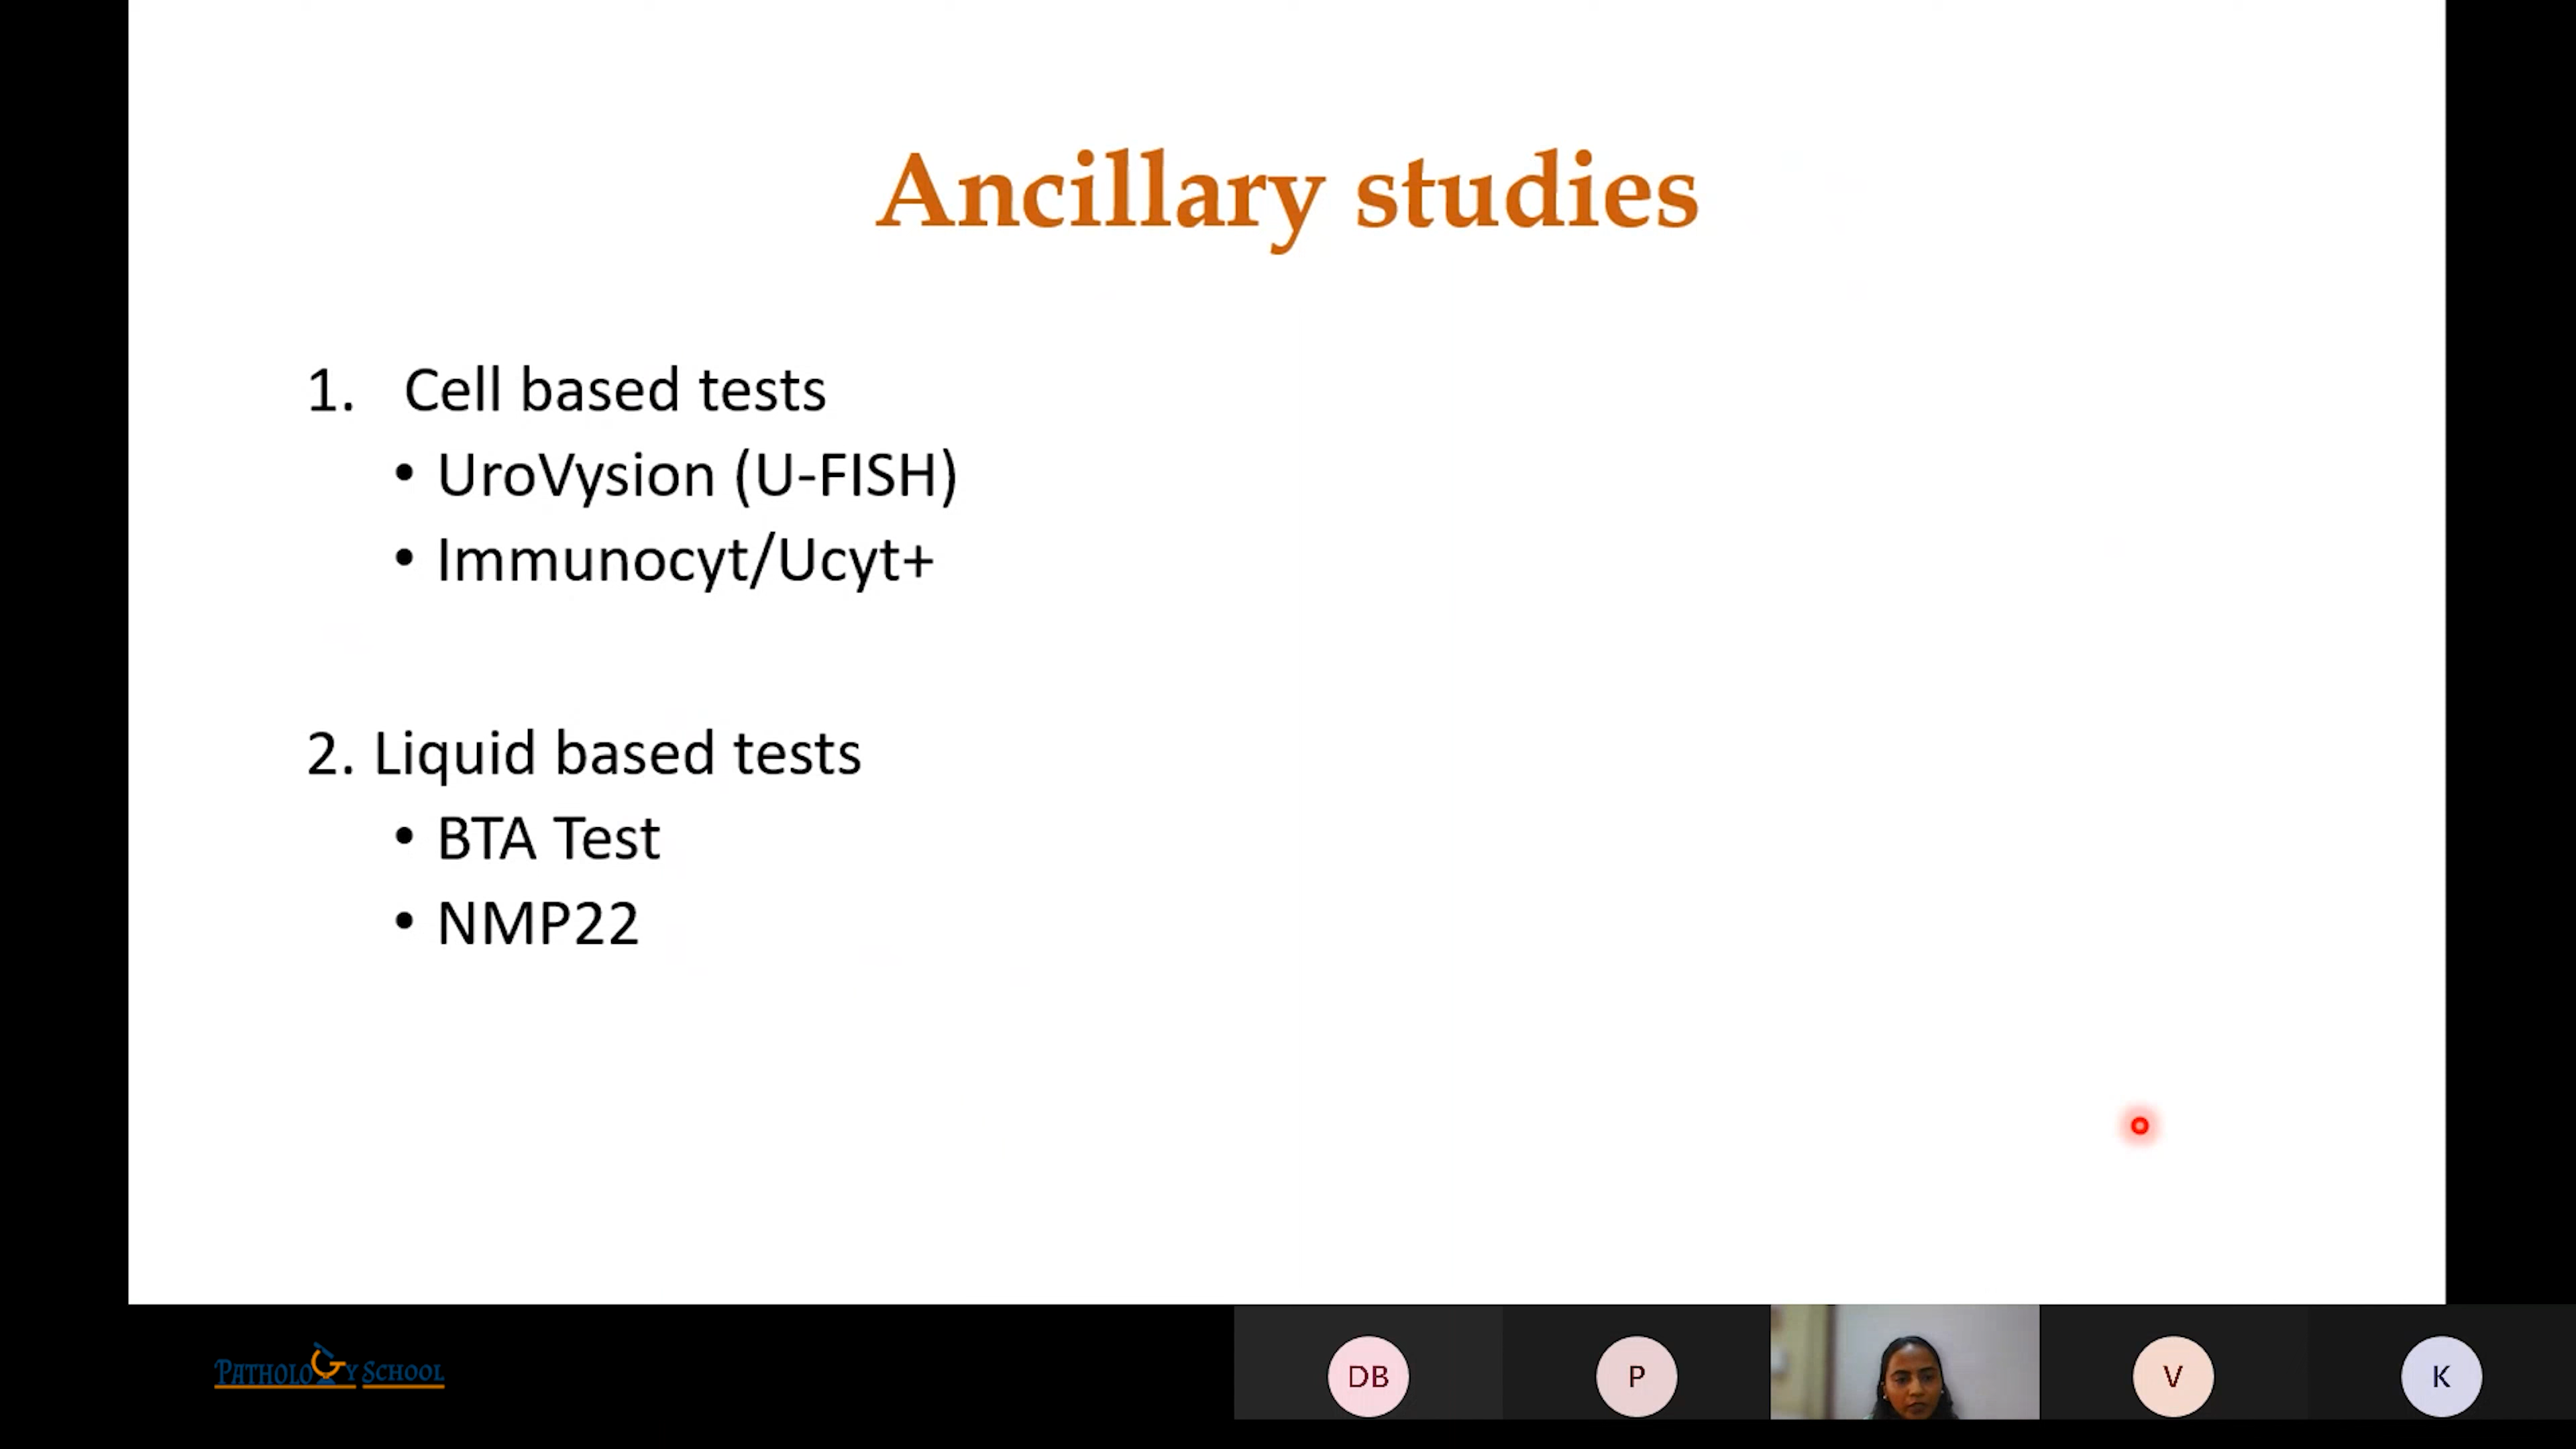 Ancillary studies
1. Cell based tests
• UroVysion (U-FISH)
• Immunocyt/Ucyt+
2. Liquid based tests
• BTA Test
• NMP22
PATHOLOGY SCHOOL
DB
P
V
K